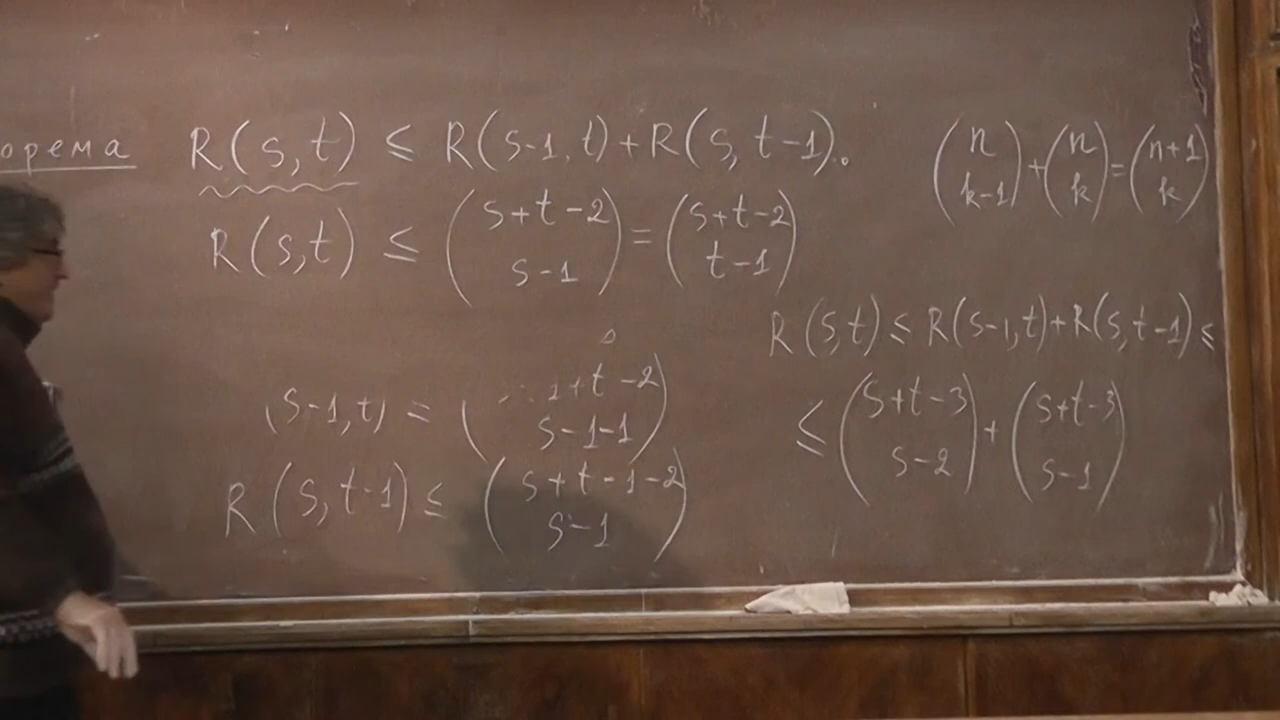 орема R(s,t) ≤ R(s-1,t)+R(s,t-1).
(n k-1)+(n k)=(n+1 k)
R(s,t) ≤ (s+t-2 s-1)=(s+t-2 t-1)
R(s,t) ≤ R(s-1,t)+R(s,t-1) ≤
≤ (s+t-3 s-2)+(s+t-3 s-1)
(s-1,t) = (1+t-2 s-1-1)
R(s,t-1) ≤ (s+t-1-2 s-1)